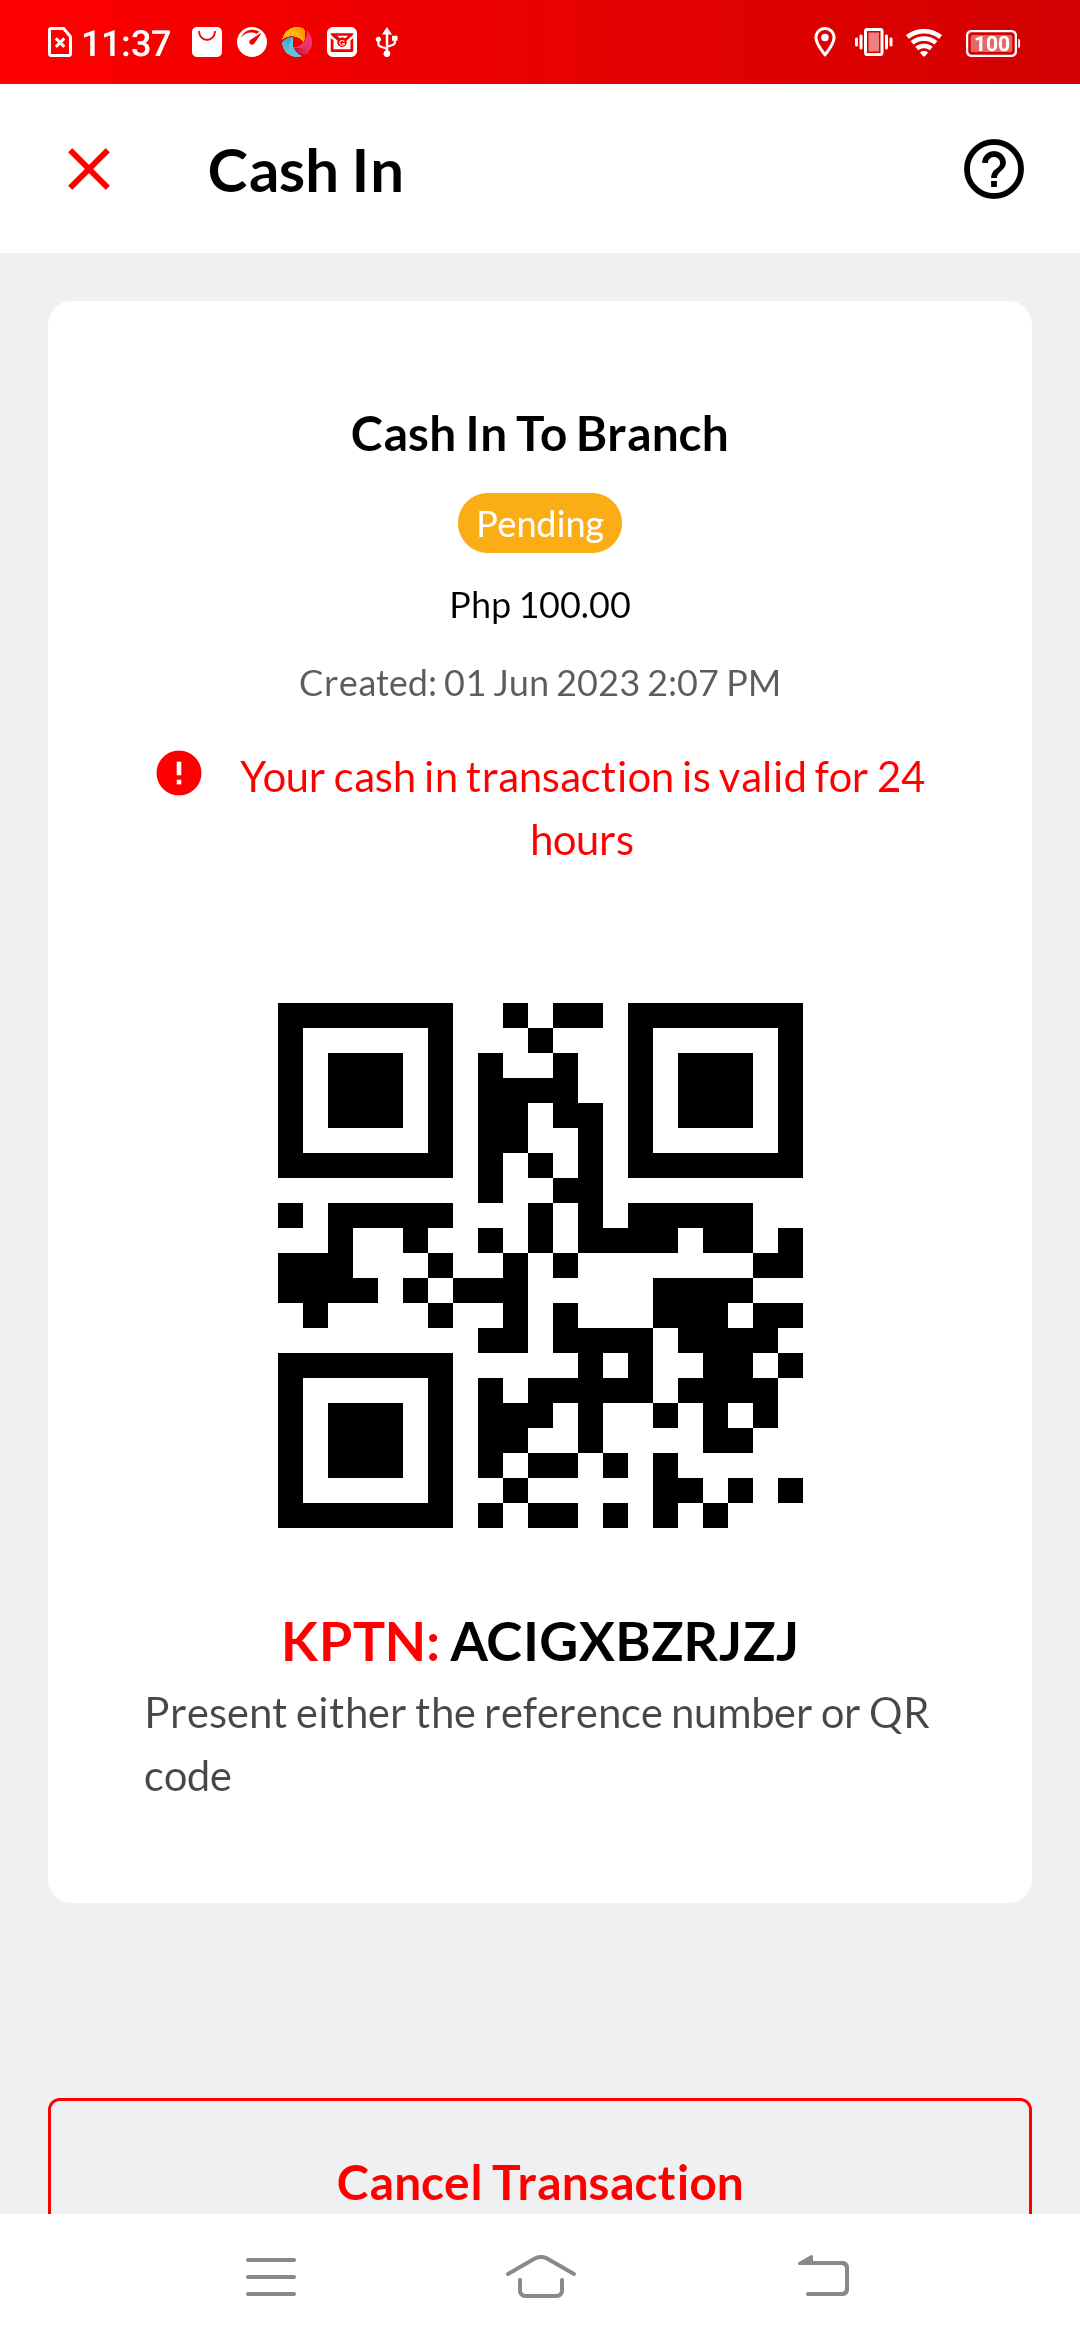 11:37
100
Cash In
Cash In To Branch
Pending
Php 100.00
Created: 01 Jun 2023 2:07 PM
Your cash in transaction is valid for 24
hours
KPTN: ACIGXBZRJZJ
Present either the reference number or QR
code
Cancel Transaction